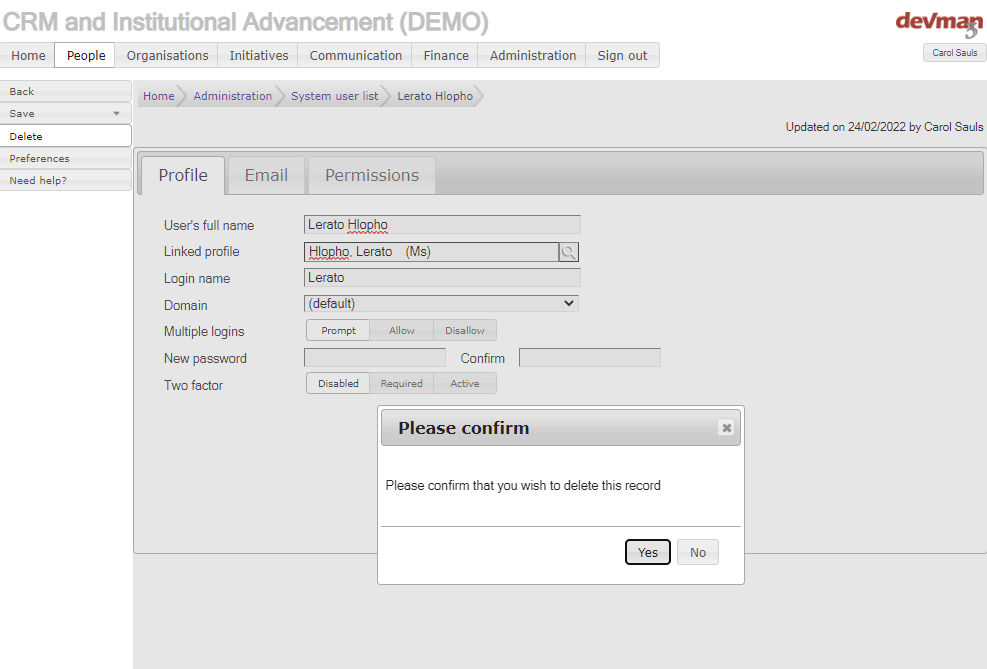 CRM and Institutional Advancement (DEMO)
devman
3
Home People Organisations Initiatives Communication Finance Administration Sign out
Carol Sauls
Back
Save
Delete
Preferences
Need help?
Home Administration System user list Lerato Hlopho
Updated on 24/02/2022 by Carol Sauls
Profile Email Permissions
User's full name Lerato Hlopho
Linked profile Hlopho, Lerato (Ms)
Login name Lerato
Domain (default)
Multiple logins Prompt Allow Disallow
New password Confirm
Two factor Disabled Required Active
Please confirm
Please confirm that you wish to delete this record
Yes No